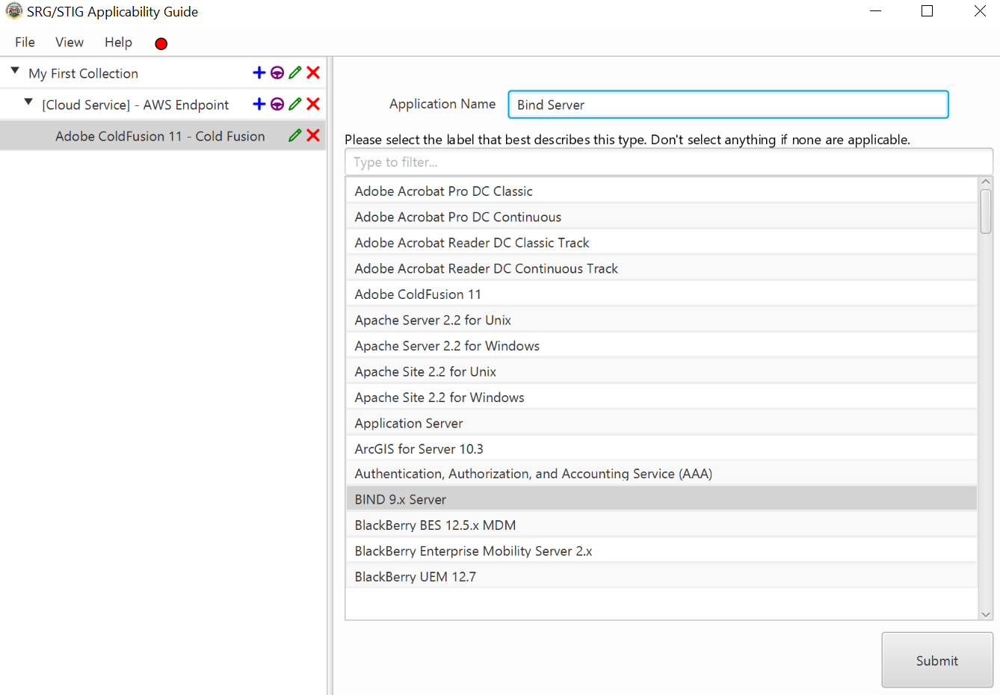 SRG/STIG Applicability Guide
File View Help
My First Collection
[Cloud Service] - AWS Endpoint
Adobe ColdFusion 11 - Cold Fusion
Application Name Bind Server
Please select the label that best describes this type. Don't select anything if none are applicable.
Type to filter...
Adobe Acrobat Pro DC Classic
Adobe Acrobat Pro DC Continuous
Adobe Acrobat Reader DC Classic Track
Adobe Acrobat Reader DC Continuous Track
Adobe ColdFusion 11
Apache Server 2.2 for Unix
Apache Server 2.2 for Windows
Apache Site 2.2 for Unix
Apache Site 2.2 for Windows
Application Server
ArcGIS for Server 10.3
Authentication, Authorization, and Accounting Service (AAA)
BIND 9.x Server
BlackBerry BES 12.5.x MDM
BlackBerry Enterprise Mobility Server 2.x
BlackBerry UEM 12.7
Submit